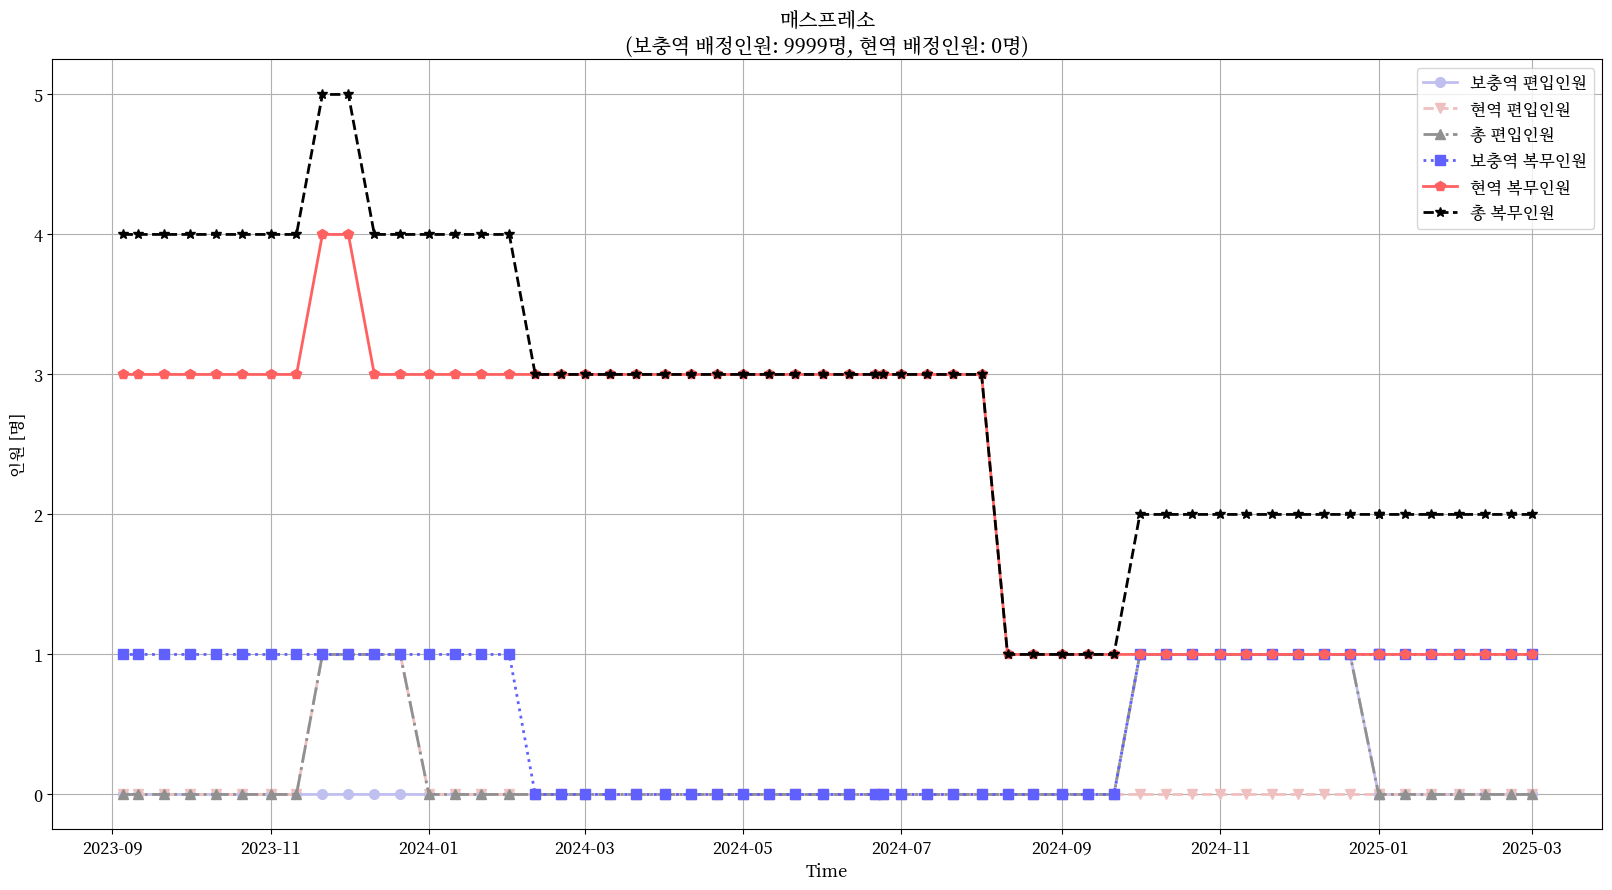 매스프레소
(보충역 배정인원: 9999명, 현역 배정인원: 0명)
보충역 편입인원
현역 편입인원
총 편입인원
보충역 복무인원
현역 복무인원
총 복무인원
인원 [명]
5
4
3
2
1
0
2023-09
2023-11
2024-01
2024-03
2024-05
2024-07
2024-09
2024-11
2025-01
2025-03
Time